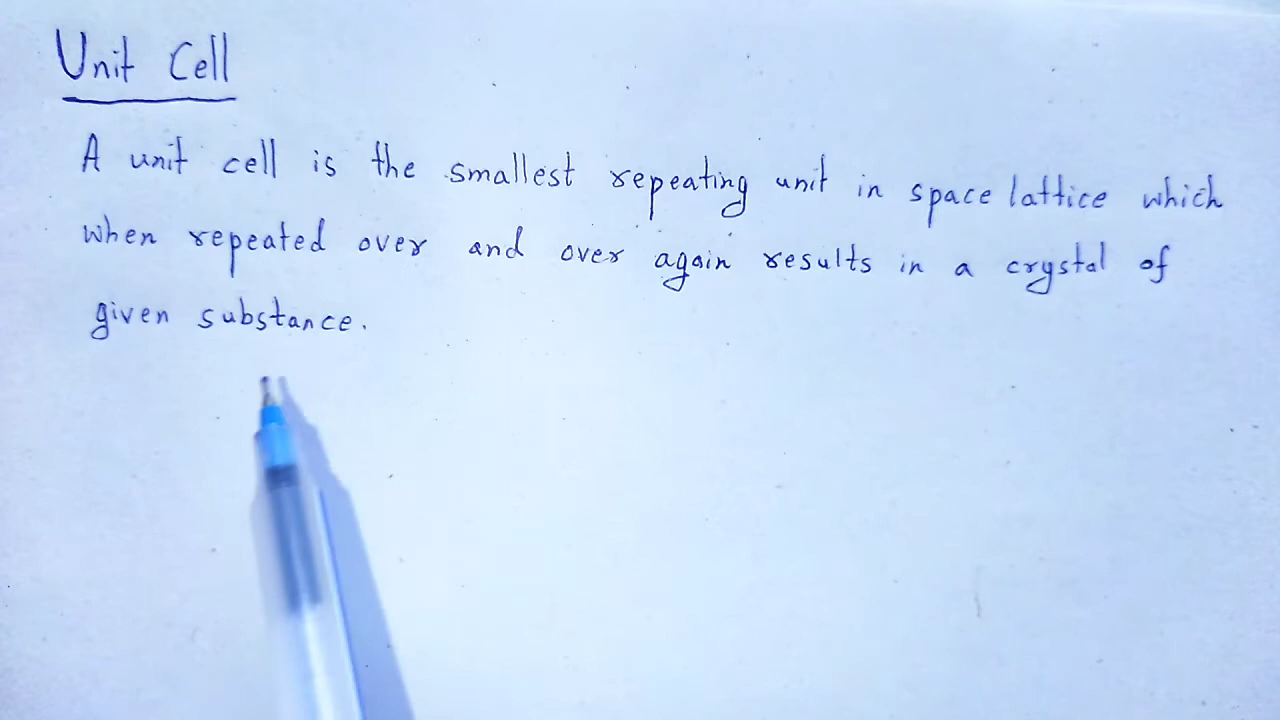 Unit Cell
A unit cell is the smallest repeating unit in space lattice which
when repeated over and over again results in a crystal of
given substance.